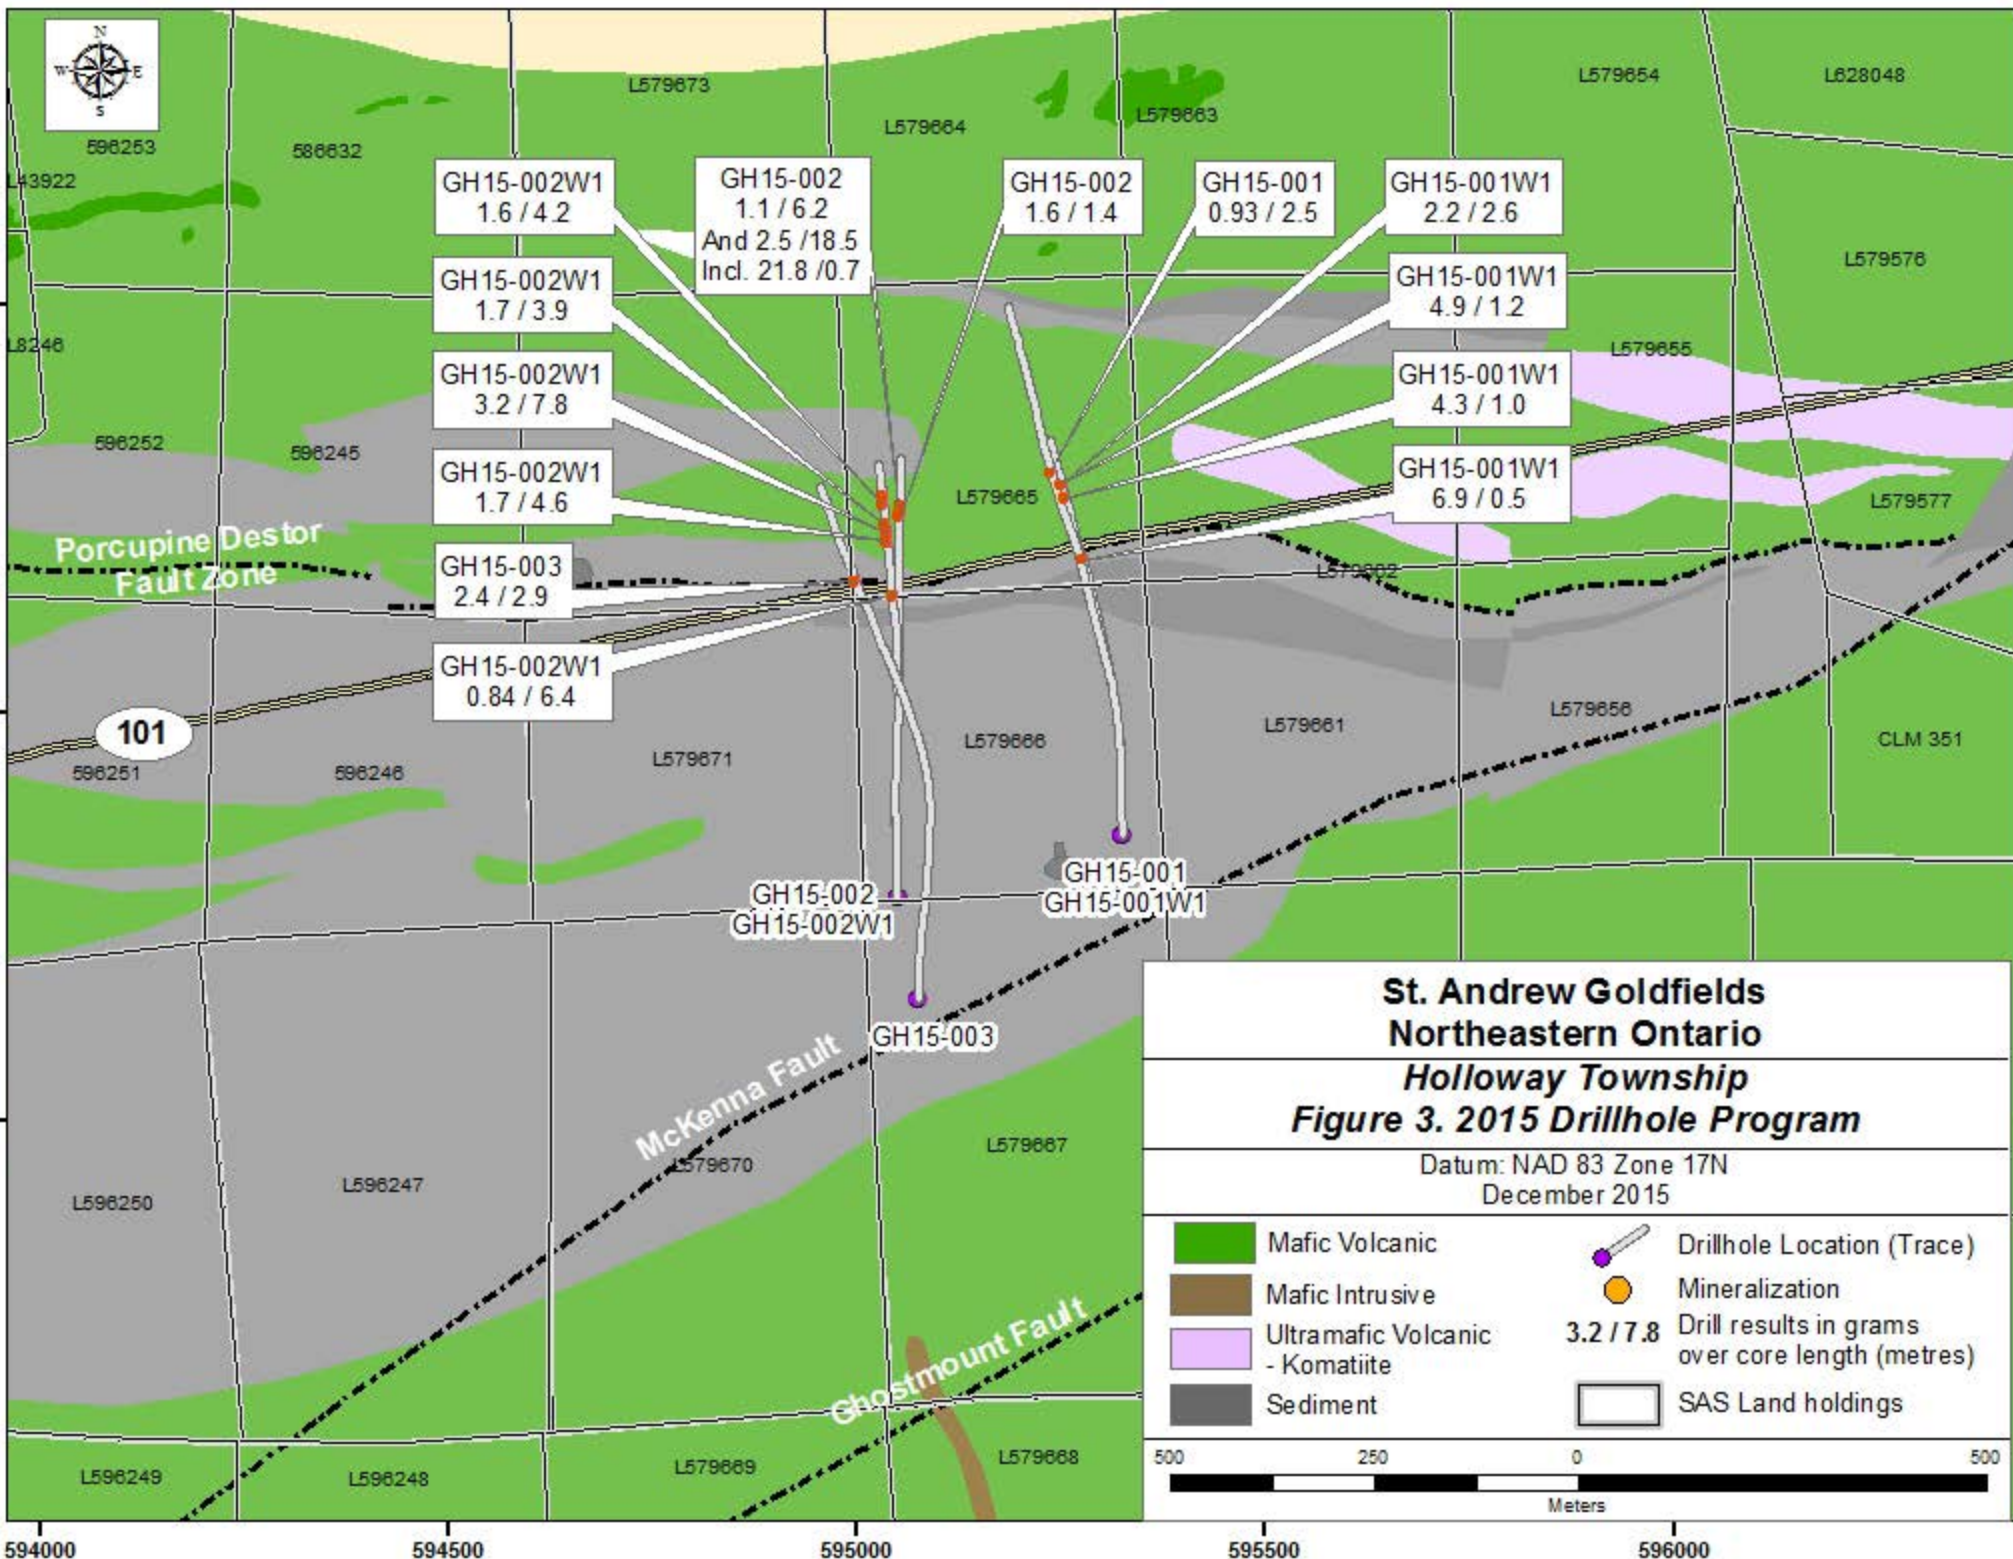 N
W
E
S
L579673
L579654
L628048
596253
586632
L579664
L579663
L43922
GH15-002W1
1.6 / 4.2
GH15-002
1.1 / 6.2
And 2.5 /18.5
Incl. 21.8 /0.7
GH15-002
1.6 / 1.4
GH15-001
0.93 / 2.5
GH15-001W1
2.2 / 2.6
GH15-002W1
1.7 / 3.9
GH15-001W1
4.9 / 1.2
L579576
L8246
GH15-002W1
3.2 / 7.8
GH15-001W1
4.3 / 1.0
L579655
596252
596245
GH15-002W1
1.7 / 4.6
L579665
GH15-001W1
6.9 / 0.5
L579577
Porcupine Destor
Fault Zone
GH15-003
2.4 / 2.9
GH15-002W1
0.84 / 6.4
101
596251
596246
L579671
L579666
L579661
L579656
CLM 351
GH15-002
GH15-002W1
GH15-001
GH15-001W1
GH15-003
McKenna Fault
L579670
L579667
L596250
L596247
Ghostmount Fault
L596249
L596248
L579669
L579668
St. Andrew Goldfields
Northeastern Ontario
Holloway Township
Figure 3. 2015 Drillhole Program
Datum: NAD 83 Zone 17N
December 2015
Mafic Volcanic
Mafic Intrusive
Ultramafic Volcanic
- Komatiite
Sediment
Drillhole Location (Trace)
Mineralization
3.2 / 7.8 Drill results in grams
over core length (metres)
SAS Land holdings
500 250 0 500
Meters
594000 594500 595000 595500 596000